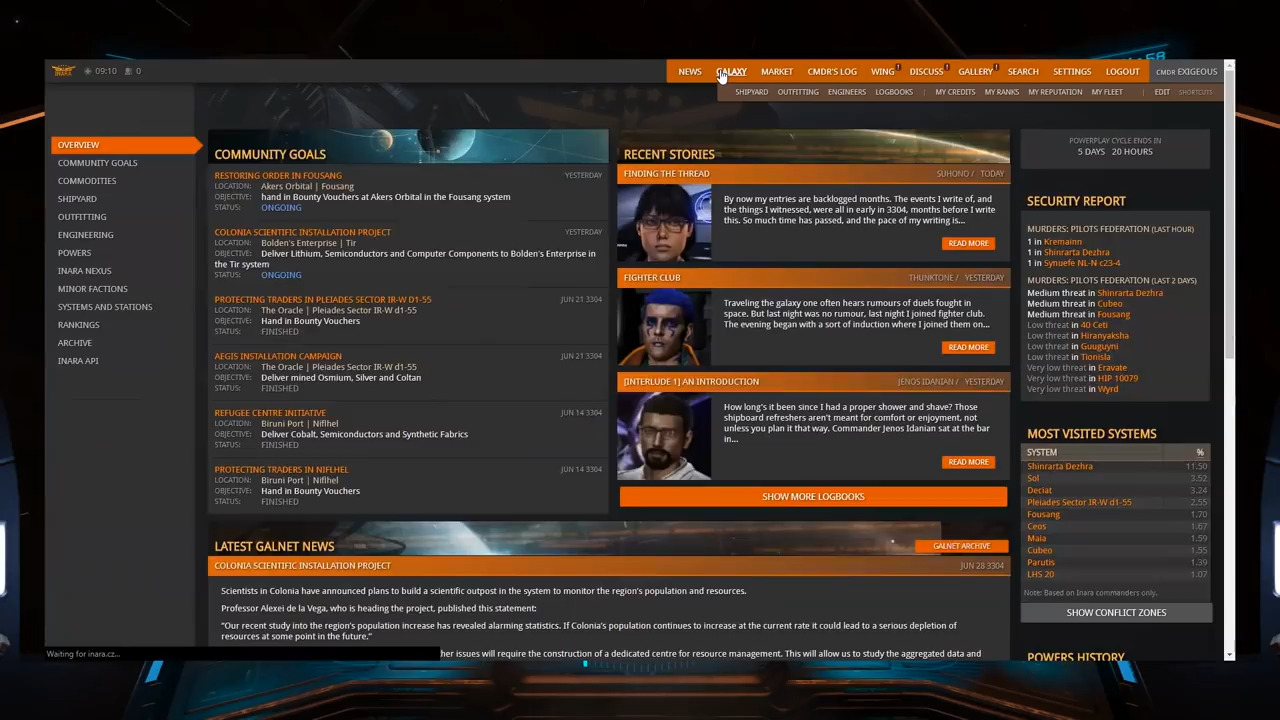 INARA
09:10 0
NEWS GALAXY MARKET CMDR'S LOG WING! DISCUSS! GALLERY! SEARCH SETTINGS LOGOUT CMDR EXIGEOUS
SHIPYARD OUTFITTING ENGINEERS LOGBOOKS | MY CREDITS MY RANKS MY REPUTATION MY FLEET | EDIT SHORTCUTS
OVERVIEW
COMMUNITY GOALS
COMMODITIES
SHIPYARD
OUTFITTING
ENGINEERING
POWERS
INARA NEXUS
MINOR FACTIONS
SYSTEMS AND STATIONS
RANKINGS
ARCHIVE
INARA API
COMMUNITY GOALS
RESTORING ORDER IN FOUSANG YESTERDAY
LOCATION: Akers Orbital | Fousang
OBJECTIVE: hand in Bounty Vouchers at Akers Orbital in the Fousang system
STATUS: ONGOING
COLONIA SCIENTIFIC INSTALLATION PROJECT YESTERDAY
LOCATION: Bolden's Enterprise | Tir
OBJECTIVE: Deliver Lithium, Semiconductors and Computer Components to Bolden's Enterprise in
the Tir system
STATUS: ONGOING
PROTECTING TRADERS IN PLEIADES SECTOR IR-W D1-55 JUN 21 3304
LOCATION: The Oracle | Pleiades Sector IR-W d1-55
OBJECTIVE: Hand in Bounty Vouchers
STATUS: FINISHED
AEGIS INSTALLATION CAMPAIGN JUN 21 3304
LOCATION: The Oracle | Pleiades Sector IR-W d1-55
OBJECTIVE: Deliver mined Osmium, Silver and Coltan
STATUS: FINISHED
REFUGEE CENTRE INITIATIVE JUN 14 3304
LOCATION: Biruni Port | Niflhel
OBJECTIVE: Deliver Cobalt, Semiconductors and Synthetic Fabrics
STATUS: FINISHED
PROTECTING TRADERS IN NIFLHEL JUN 14 3304
LOCATION: Biruni Port | Niflhel
OBJECTIVE: Hand in Bounty Vouchers
STATUS: FINISHED
RECENT STORIES
FINDING THE THREAD SUHONO / TODAY
By now my entries are backlogged months. The events I write of, and
the things I witnessed, were all in early in 3304, months before I write
this. So much time has passed, and the pace of my writing is...
READ MORE
FIGHTER CLUB THUNKTONE / YESTERDAY
Traveling the galaxy one often hears rumours of duels fought in
space. But last night was no rumour, last night I joined fighter club.
The evening began with a sort of induction where I joined them on...
READ MORE
[INTERLUDE 1] AN INTRODUCTION JENOS IDANIAN / YESTERDAY
How long's it been since I had a proper shower and shave? Those
shipboard refreshers aren't meant for comfort or enjoyment, not
unless you plan it that way. Commander Jenos Idanian sat at the bar
in...
READ MORE
SHOW MORE LOGBOOKS
LATEST GALNET NEWS GALNET ARCHIVE
COLONIA SCIENTIFIC INSTALLATION PROJECT JUN 28 3304
Scientists in Colonia have announced plans to build a scientific outpost in the system to monitor the region's population and resources.
Professor Alexei de la Vega, who is heading the project, published this statement:
"Our recent study into the region's population increase has revealed alarming statistics. If Colonia's population continues to increase at the current rate it could lead to a serious depletion of
resources at some point in the future."
her issues will require the construction of a dedicated centre for resource management. This will allow us to study the aggregated data and
POWERPLAY CYCLE ENDS IN
5 DAYS 20 HOURS
SECURITY REPORT
MURDERS: PILOTS FEDERATION (LAST HOUR)
1 in Kremainn
1 in Shinrarta Dezhra
1 in Synuefe NL-N c23-4
MURDERS: PILOTS FEDERATION (LAST 2 DAYS)
Medium threat in Shinrarta Dezhra
Medium threat in Cubeo
Medium threat in Fousang
Low threat in 40 Ceti
Low threat in Hiranyaksha
Low threat in Guuguyni
Low threat in Tionisla
Very low threat in Eravate
Very low threat in HIP 10079
Very low threat in Wyrd
MOST VISITED SYSTEMS
SYSTEM %
Shinrarta Dezhra 11.50
Sol 3.52
Deciat 3.24
Pleiades Sector IR-W d1-55 2.55
Fousang 1.70
Ceos 1.67
Maia 1.59
Cubeo 1.55
Parutis 1.39
LHS 20 1.07
Note: Based on Inara commanders only.
SHOW CONFLICT ZONES
POWERS HISTORY
Waiting for inara.cz...